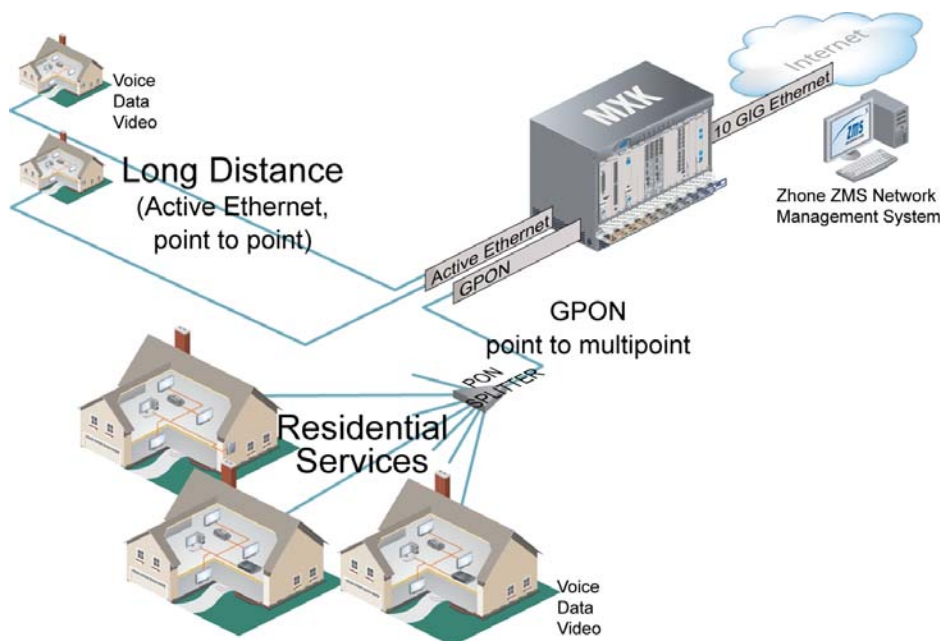 Voice
Data
Video
Long Distance
(Active Ethernet,
point to point)
MXK
Internet
10 GIG Ethernet
ZMS
Zhone ZMS Network
Management System
Active Ethernet
GPON
GPON
point to multipoint
PON
SPLITTER
Residential
Services
Voice
Data
Video